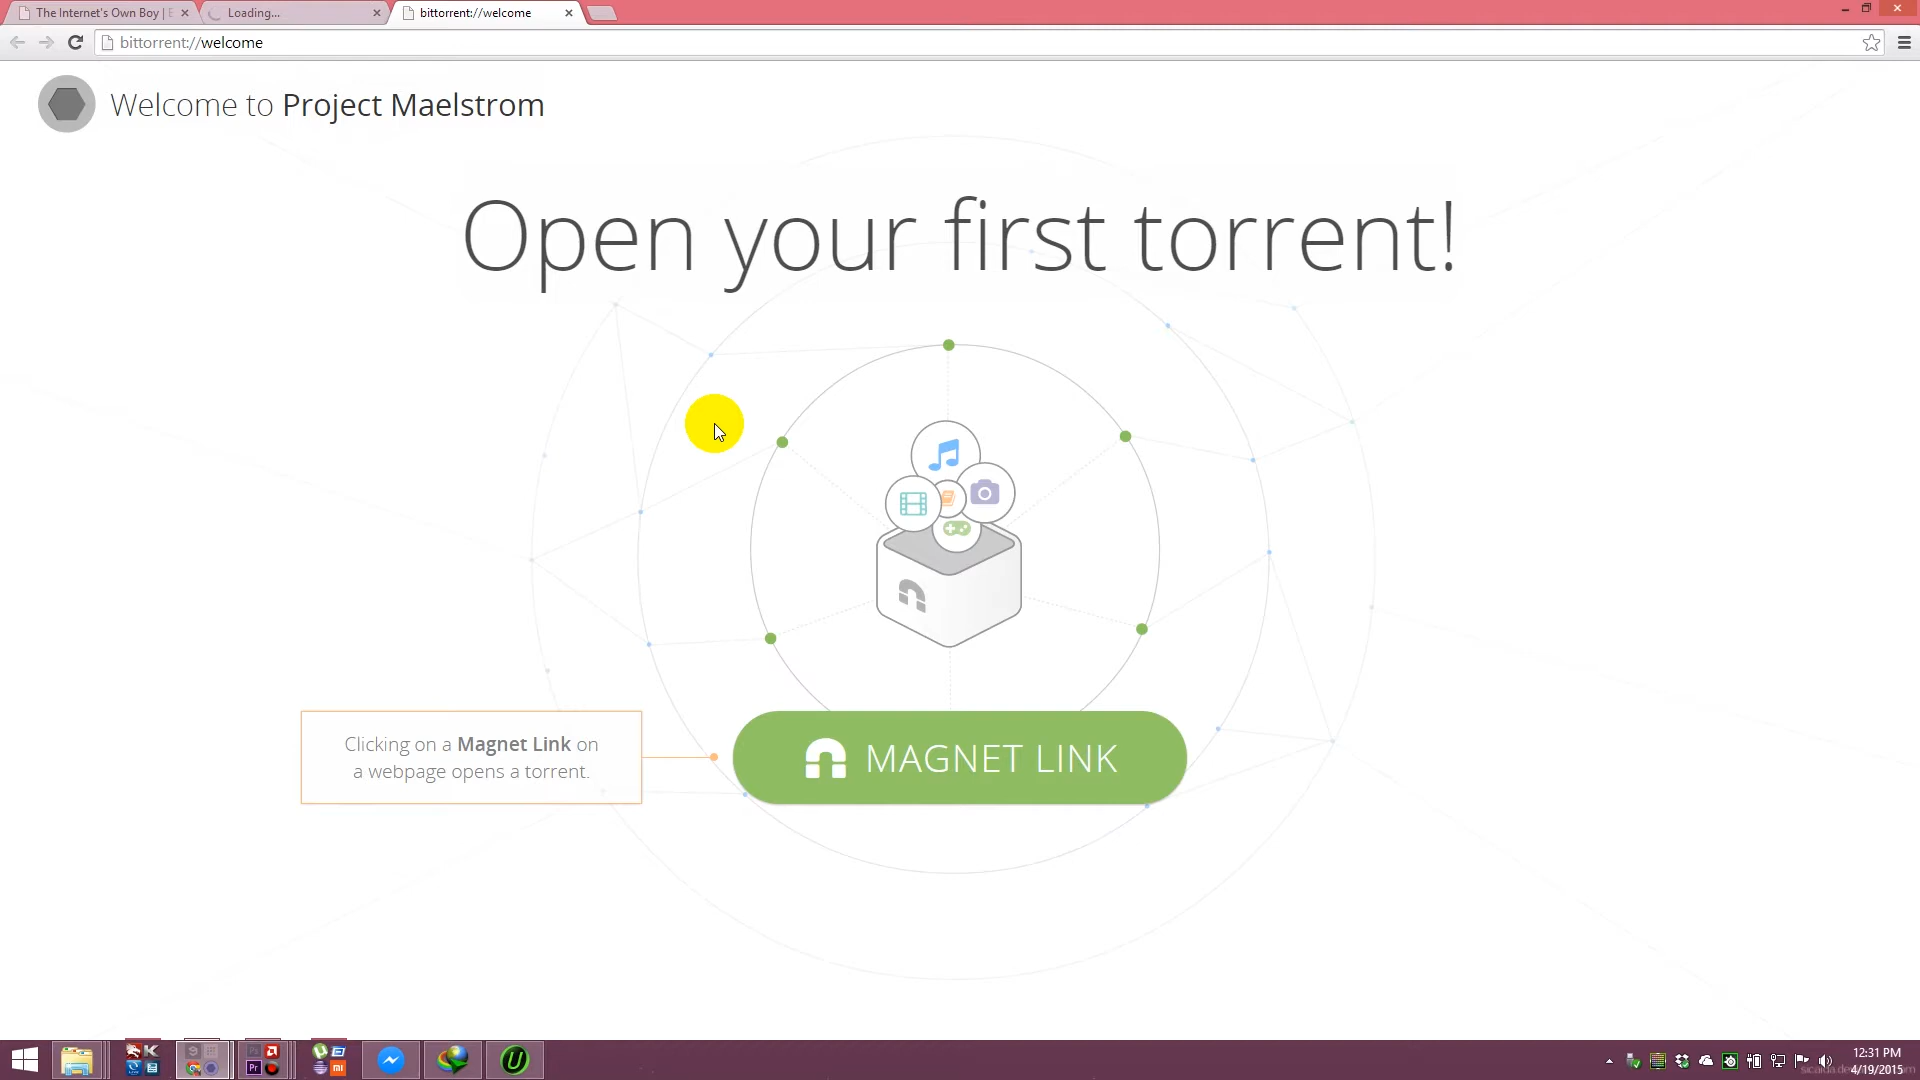 The Internet's Own Boy |
Loading...
bittorrent://welcome
bittorrent://welcome
Welcome to Project Maelstrom
Open your first torrent!
Clicking on a Magnet Link on
a webpage opens a torrent.
MAGNET LINK
12:31 PM
4/19/2015